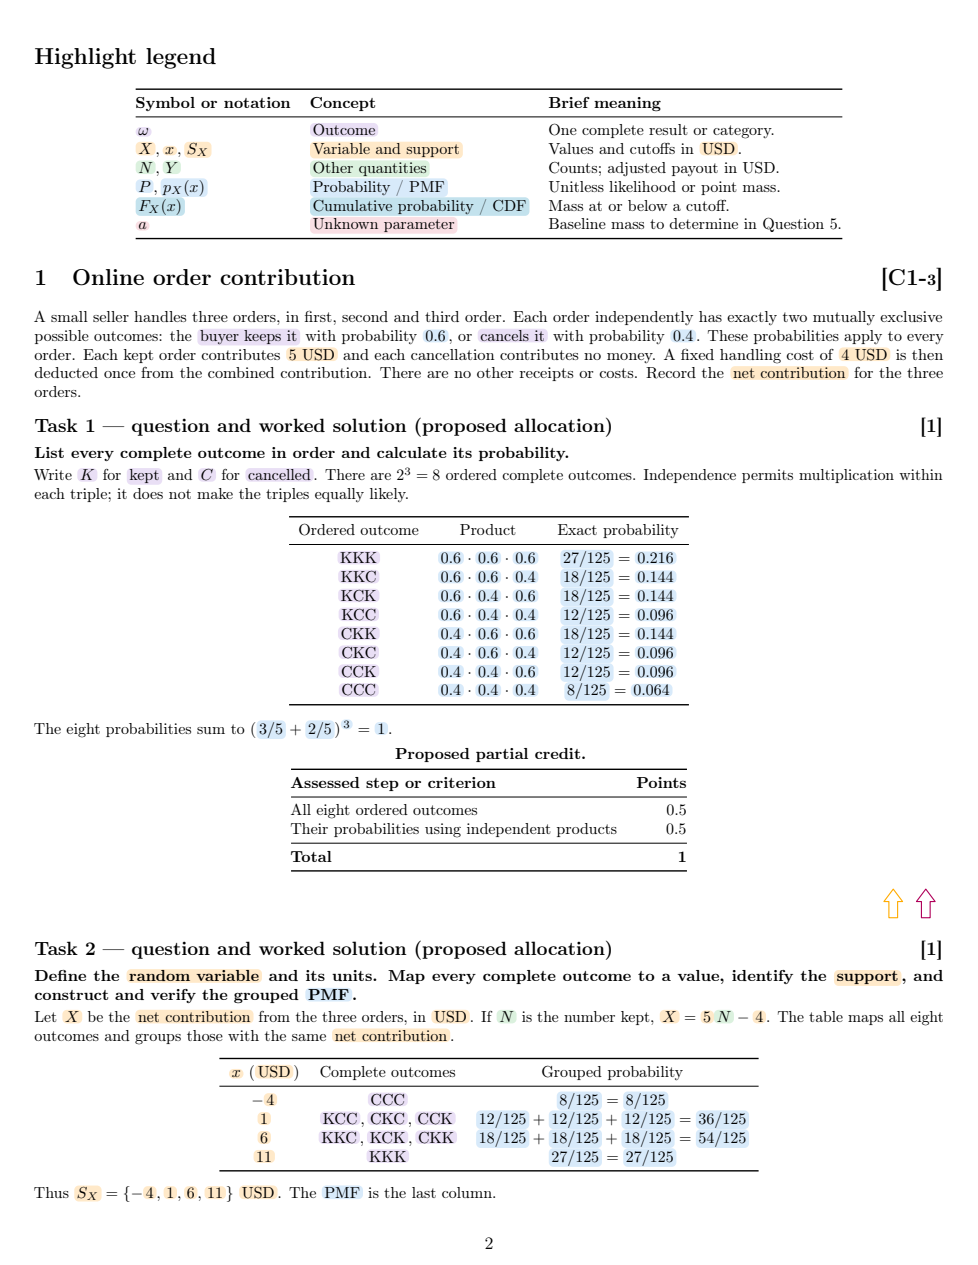 Highlight legend
Symbol or notation Concept Brief meaning
ω Outcome One complete result or category.
X, x, S_X Variable and support Values and cutoffs in USD.
N, Y Other quantities Counts; adjusted payout in USD.
P, p_X(x) Probability / PMF Unitless likelihood or point mass.
F_X(x) Cumulative probability / CDF Mass at or below a cutoff.
a Unknown parameter Baseline mass to determine in Question 5.
1 Online order contribution [C1-3]
A small seller handles three orders, in first, second and third order. Each order independently has exactly two mutually exclusive
possible outcomes: the buyer keeps it with probability 0.6, or cancels it with probability 0.4. These probabilities apply to every
order. Each kept order contributes 5 USD and each cancellation contributes no money. A fixed handling cost of 4 USD is then
deducted once from the combined contribution. There are no other receipts or costs. Record the net contribution for the three
orders.
Task 1 — question and worked solution (proposed allocation) [1]
List every complete outcome in order and calculate its probability.
Write K for kept and C for cancelled. There are 2³ = 8 ordered complete outcomes. Independence permits multiplication within
each triple; it does not make the triples equally likely.
Ordered outcome Product Exact probability
KKK 0.6 · 0.6 · 0.6 27/125 = 0.216
KKC 0.6 · 0.6 · 0.4 18/125 = 0.144
KCK 0.6 · 0.4 · 0.6 18/125 = 0.144
KCC 0.6 · 0.4 · 0.4 12/125 = 0.096
CKK 0.4 · 0.6 · 0.6 18/125 = 0.144
CKC 0.4 · 0.6 · 0.4 12/125 = 0.096
CCK 0.4 · 0.4 · 0.6 12/125 = 0.096
CCC 0.4 · 0.4 · 0.4 8/125 = 0.064
The eight probabilities sum to (3/5 + 2/5)³ = 1.
Proposed partial credit.
Assessed step or criterion Points
All eight ordered outcomes 0.5
Their probabilities using independent products 0.5
Total 1
Task 2 — question and worked solution (proposed allocation) [1]
Define the random variable and its units. Map every complete outcome to a value, identify the support, and
construct and verify the grouped PMF.
Let X be the net contribution from the three orders, in USD. If N is the number kept, X = 5N − 4. The table maps all eight
outcomes and groups those with the same net contribution.
x (USD) Complete outcomes Grouped probability
−4 CCC 8/125 = 8/125
1 KCC, CKC, CCK 12/125 + 12/125 + 12/125 = 36/125
6 KKC, KCK, CKK 18/125 + 18/125 + 18/125 = 54/125
11 KKK 27/125 = 27/125
Thus S_X = {−4, 1, 6, 11} USD. The PMF is the last column.
2